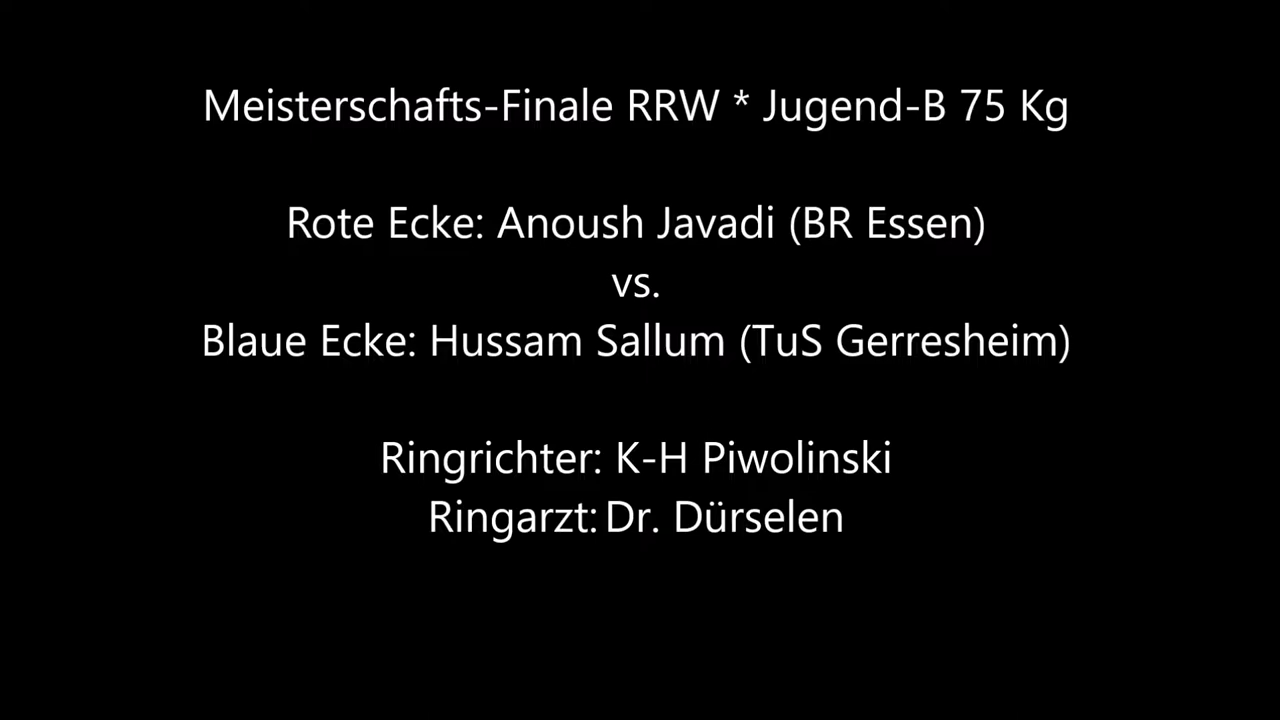 Meisterschafts-Finale RRW * Jugend-B 75 Kg
Rote Ecke: Anoush Javadi (BR Essen)
vs.
Blaue Ecke: Hussam Sallum (TuS Gerresheim)
Ringrichter: K-H Piwolinski
Ringarzt: Dr. Dürselen